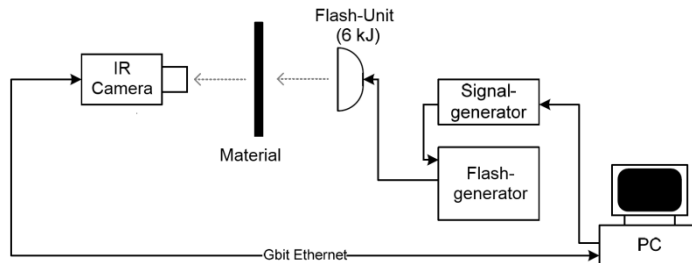 Flash-Unit
(6 kJ)
IR
Camera
Signal-
generator
Material
Flash-
generator
PC
Gbit Ethernet